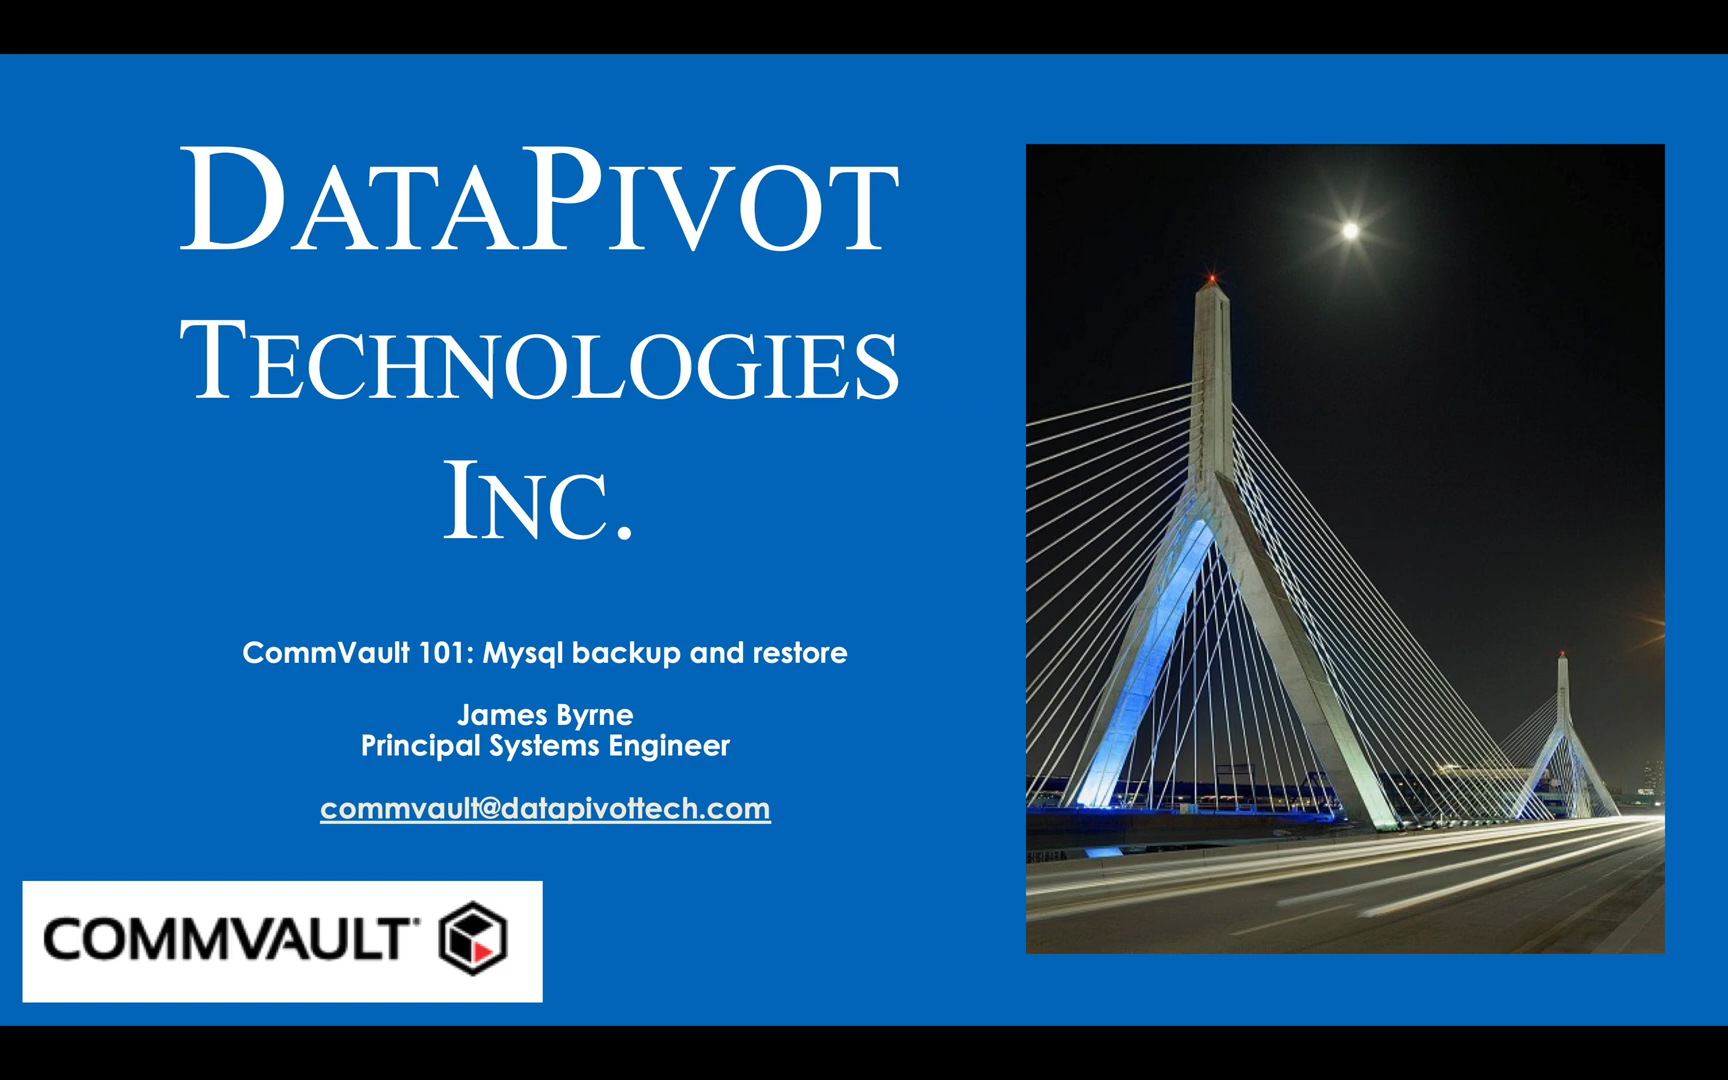 DATAPIVOT
TECHNOLOGIES
INC.
CommVault 101: Mysql backup and restore
James Byrne
Principal Systems Engineer
commvault@datapivottech.com
COMMVAULT